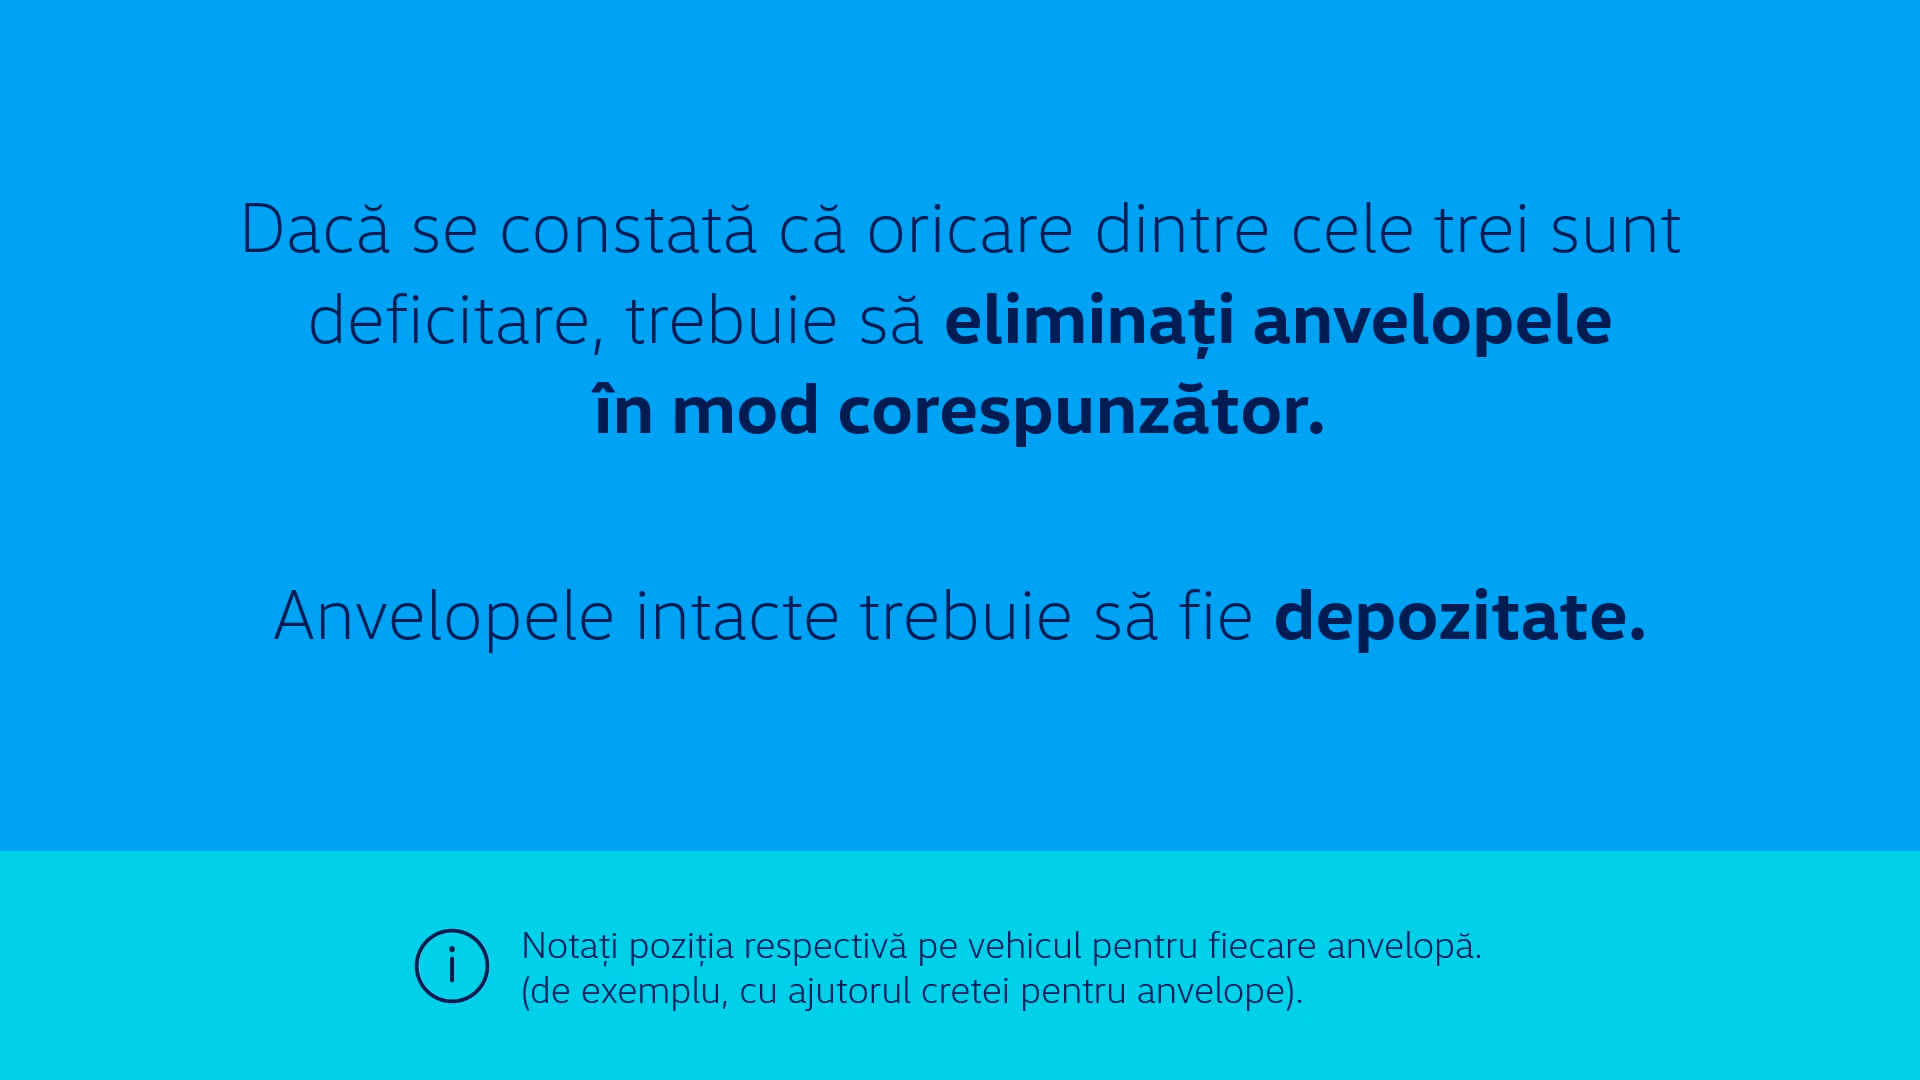 Dacă se constată că oricare dintre cele trei sunt
deficitare, trebuie să eliminați anvelopele
în mod corespunzător.
Anvelopele intacte trebuie să fie depozitate.
Notați poziția respectivă pe vehicul pentru fiecare anvelopă.
(de exemplu, cu ajutorul cretei pentru anvelope).